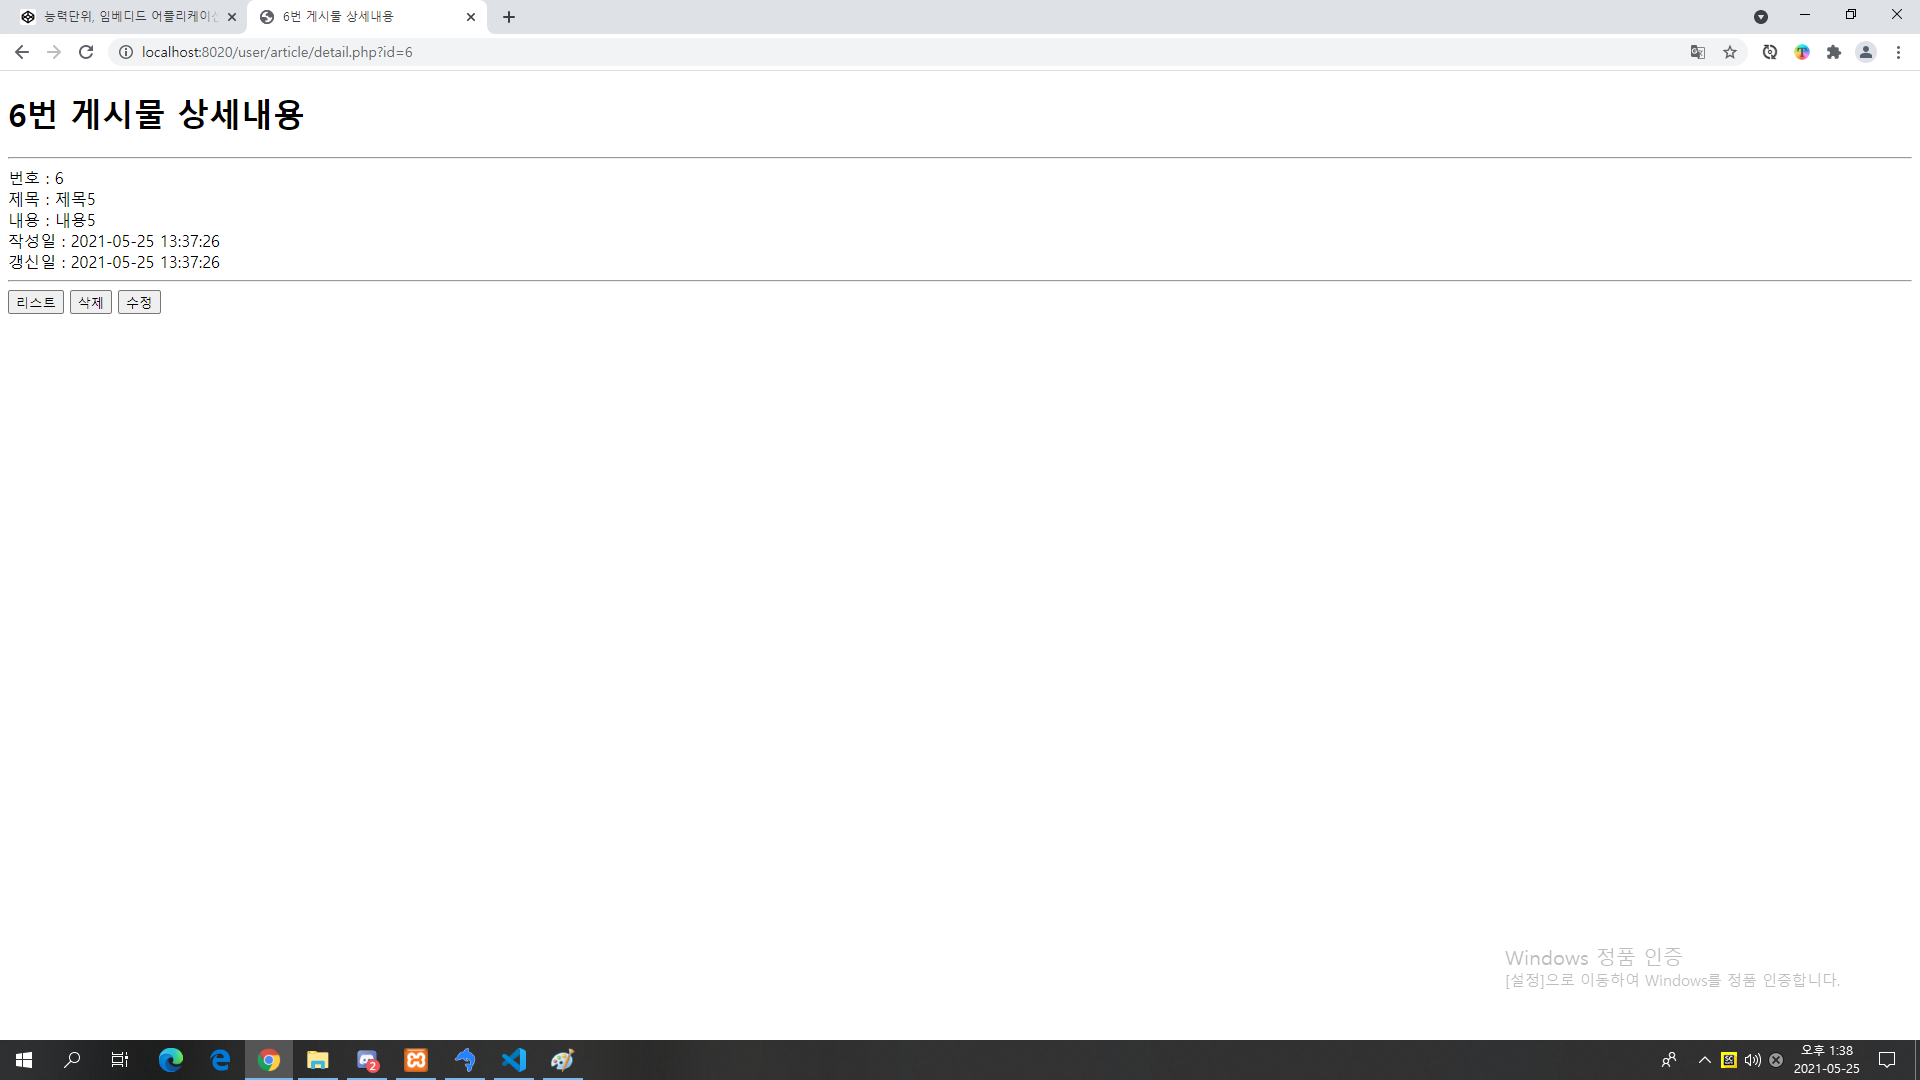 능력단위, 임베디드 어플리케이션
6번 게시물 상세내용
localhost:8020/user/article/detail.php?id=6
6번 게시물 상세내용
번호 : 6
제목 : 제목5
내용 : 내용5
작성일 : 2021-05-25 13:37:26
갱신일 : 2021-05-25 13:37:26
리스트 삭제 수정
Windows 정품 인증
[설정]으로 이동하여 Windows를 정품 인증합니다.
2
오후 1:38
2021-05-25